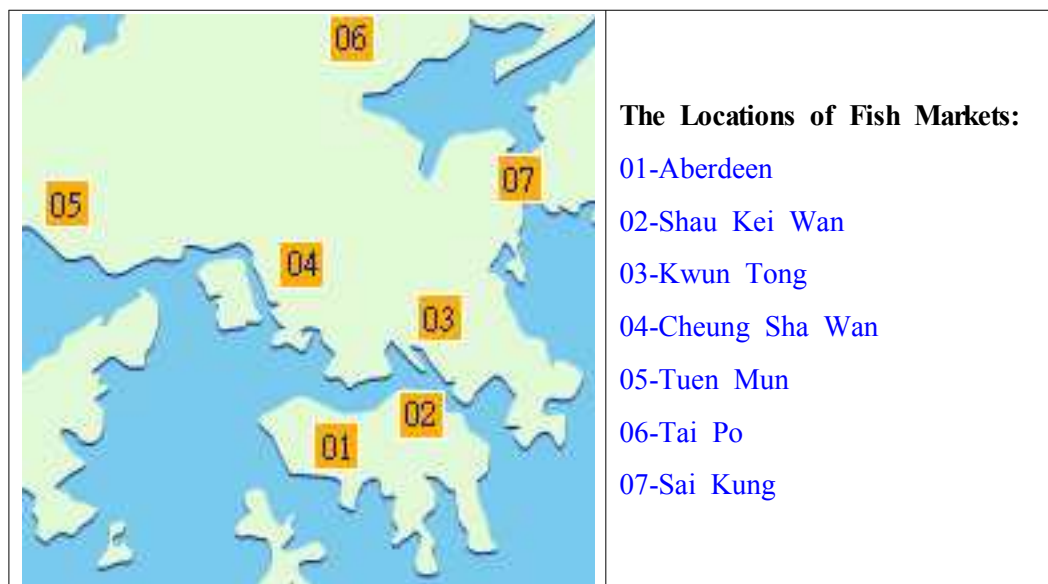 06
07
05
04
03
02
01
The Locations of Fish Markets:
01-Aberdeen
02-Shau Kei Wan
03-Kwun Tong
04-Cheung Sha Wan
05-Tuen Mun
06-Tai Po
07-Sai Kung